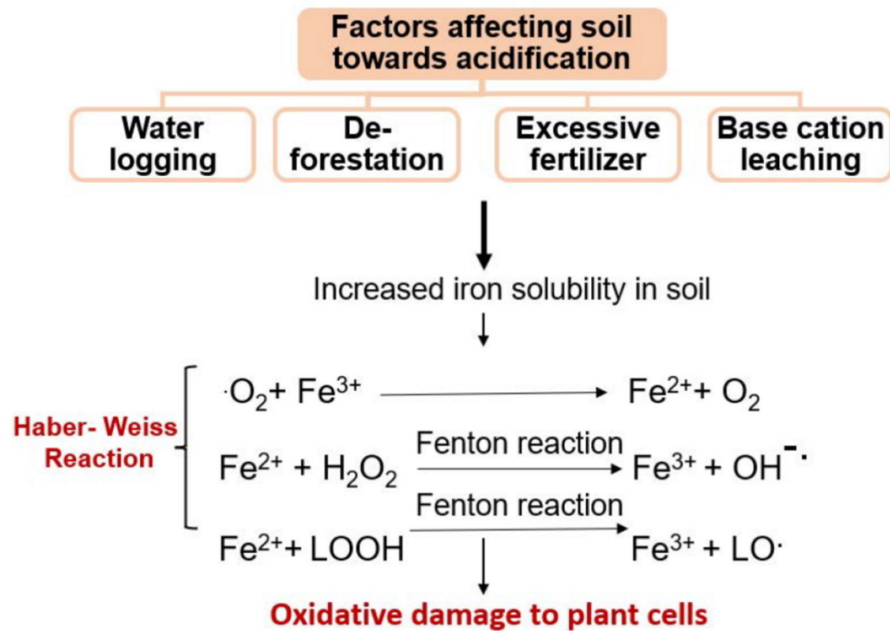 Factors affecting soil
towards acidification
Water
logging
De-
forestation
Excessive
fertilizer
Base cation
leaching
Increased iron solubility in soil
·O₂+ Fe³⁺ → Fe²⁺+ O₂
Haber- Weiss
Reaction
Fenton reaction
Fe²⁺ + H₂O₂ → Fe³⁺ + OH⁻·
Fenton reaction
Fe²⁺+ LOOH → Fe³⁺ + LO·
Oxidative damage to plant cells